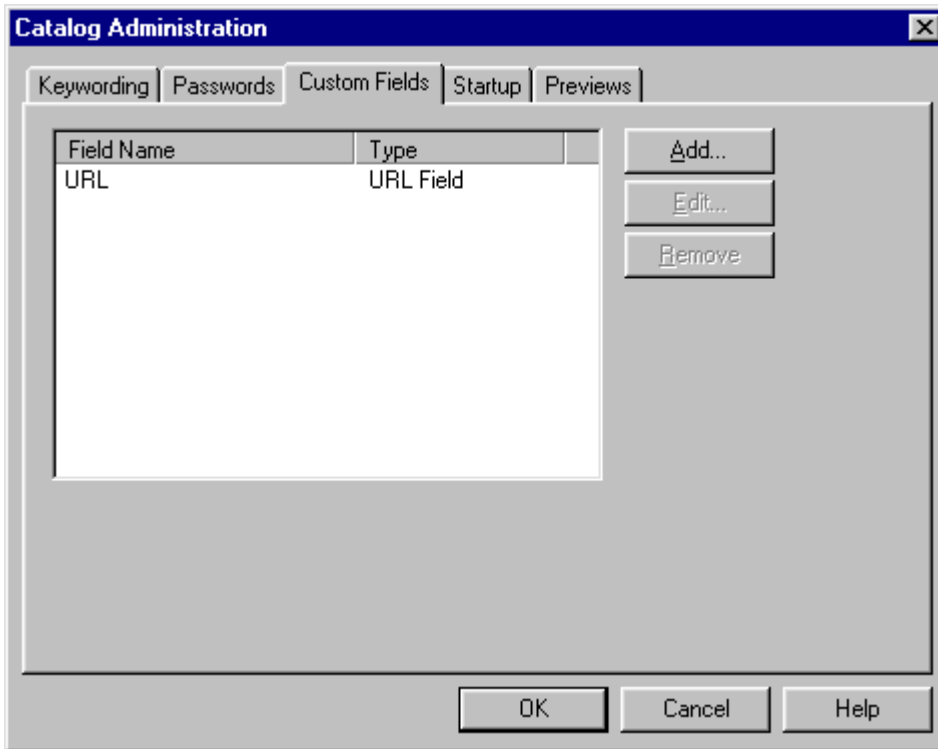 Catalog Administration
Keywording Passwords Custom Fields Startup Previews
Field Name Type
URL URL Field
Add...
Edit...
Remove
OK Cancel Help